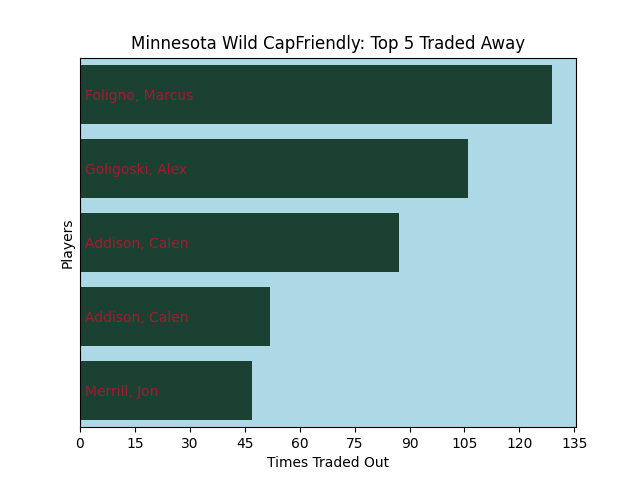 Minnesota Wild CapFriendly: Top 5 Traded Away
Players
Foligno, Marcus
Goligoski, Alex
Addison, Calen
Addison, Calen
Merrill, Jon
0 15 30 45 60 75 90 105 120 135
Times Traded Out